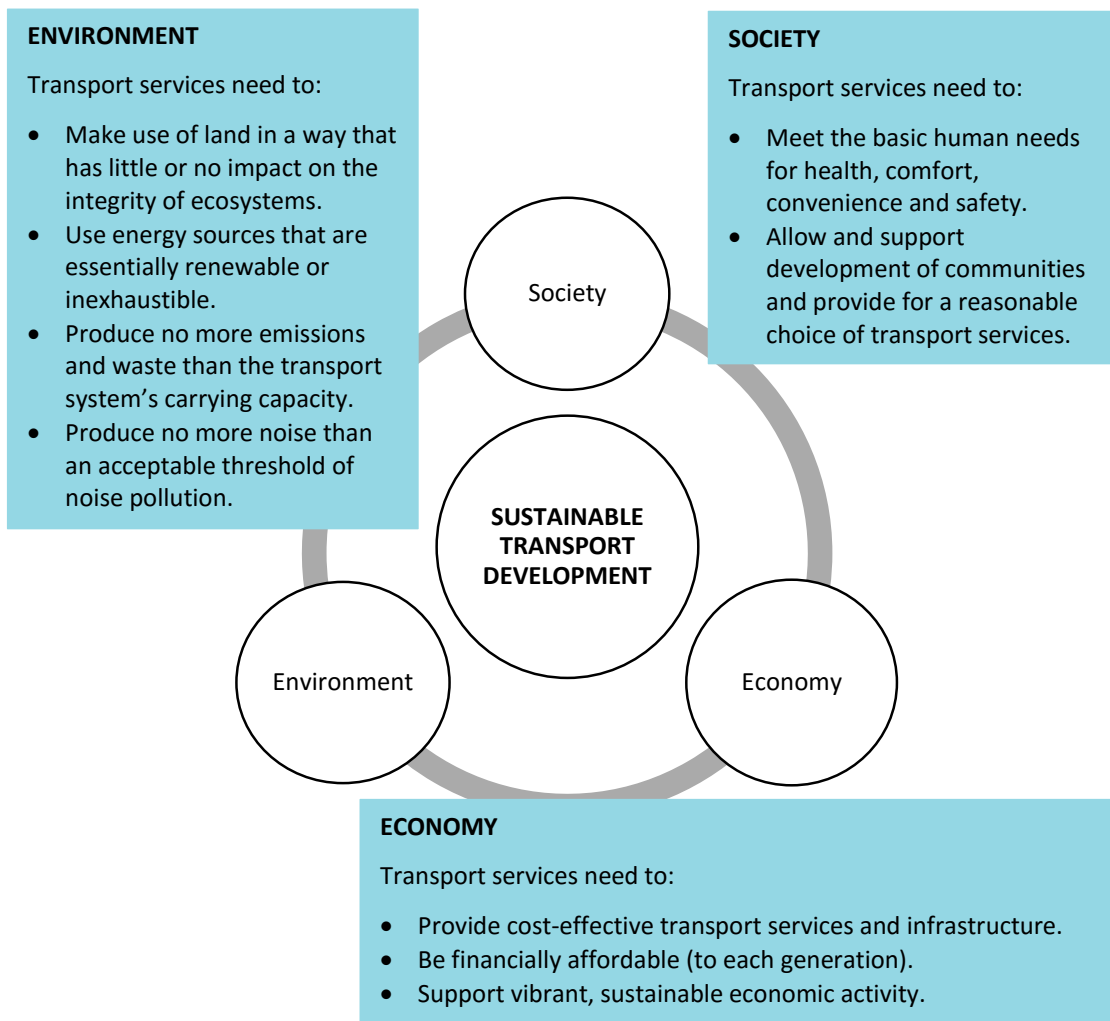 ENVIRONMENT
Transport services need to:
• Make use of land in a way that
has little or no impact on the
integrity of ecosystems.
• Use energy sources that are
essentially renewable or
inexhaustible.
• Produce no more emissions
and waste than the transport
system’s carrying capacity.
• Produce no more noise than
an acceptable threshold of
noise pollution.
SOCIETY
Transport services need to:
• Meet the basic human needs
for health, comfort,
convenience and safety.
• Allow and support
development of communities
and provide for a reasonable
choice of transport services.
Society
SUSTAINABLE
TRANSPORT
DEVELOPMENT
Environment
Economy
ECONOMY
Transport services need to:
• Provide cost-effective transport services and infrastructure.
• Be financially affordable (to each generation).
• Support vibrant, sustainable economic activity.